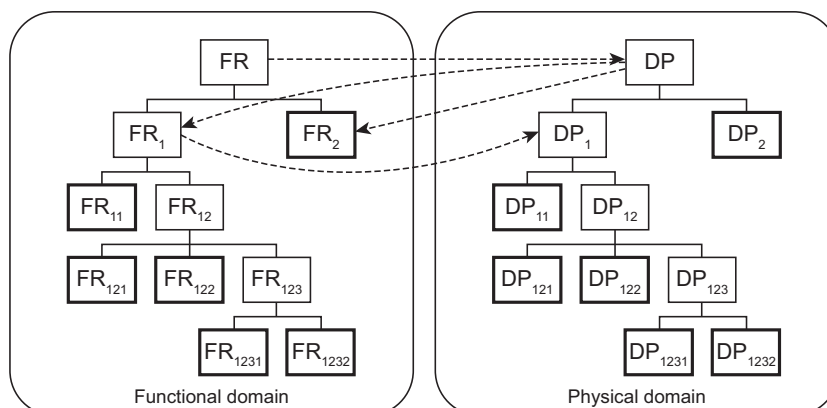 FR DP
FR₁ FR₂ DP₁ DP₂
FR₁₁ FR₁₂ DP₁₁ DP₁₂
FR₁₂₁ FR₁₂₂ FR₁₂₃ DP₁₂₁ DP₁₂₂ DP₁₂₃
FR₁₂₃₁ FR₁₂₃₂ DP₁₂₃₁ DP₁₂₃₂
Functional domain Physical domain